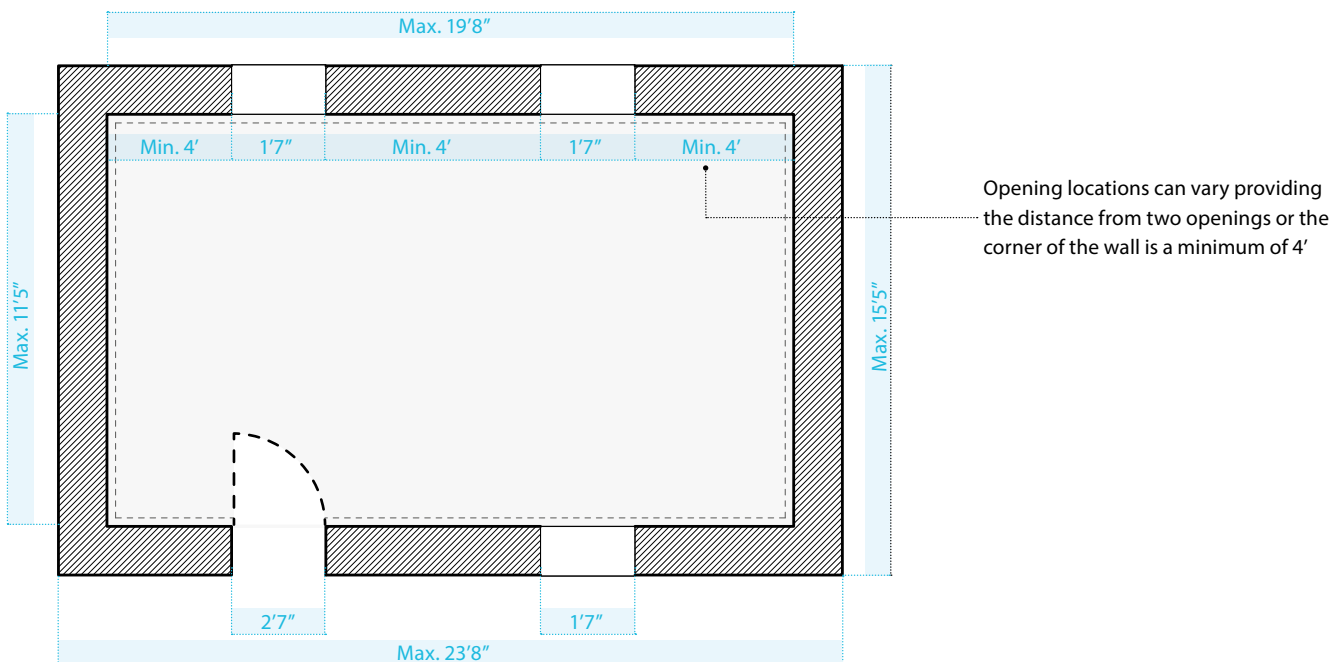 Max. 19′8″
Min. 4′ 1′7″ Min. 4′ 1′7″ Min. 4′
Opening locations can vary providing
the distance from two openings or the
corner of the wall is a minimum of 4′
Max. 11′5″
Max. 15′5″
2′7″ 1′7″
Max. 23′8″